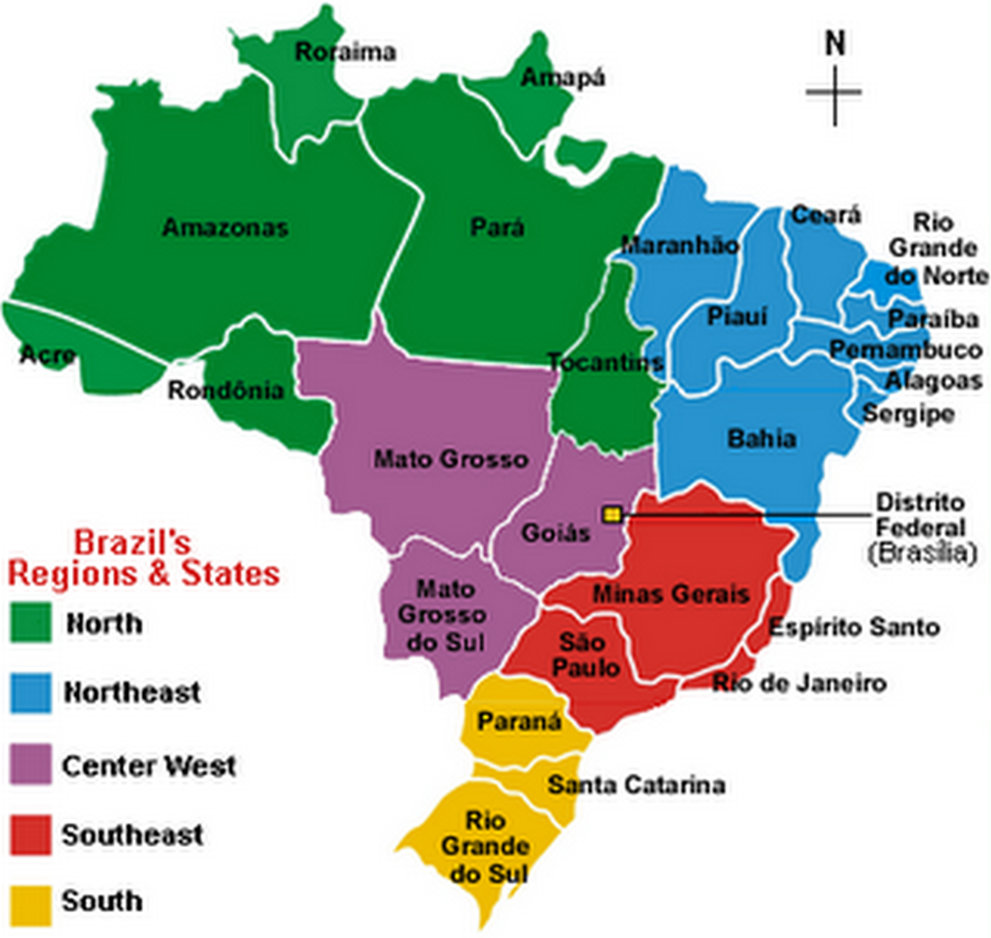 N
Roraima
Amapá
Amazonas
Pará
Maranhão
Ceará
Rio
Grande
do Norte
Piauí
Paraíba
Pernambuco
Alagoas
Sergipe
Acre
Rondônia
Tocantins
Bahia
Mato Grosso
Goiás
Distrito
Federal
(Brasília)
Mato
Grosso
do Sul
Minas Gerais
Espírito Santo
São
Paulo
Rio de Janeiro
Paraná
Santa Catarina
Rio
Grande
do Sul
Brazil's
Regions & States
North
Northeast
Center West
Southeast
South